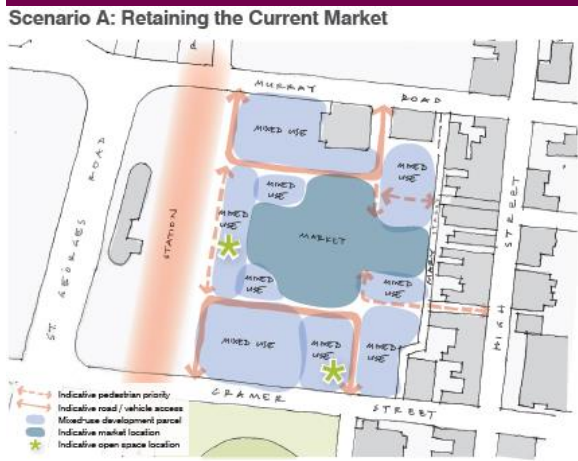 Scenario A: Retaining the Current Market
d
MURRAY ROAD
MIXED USE
MIXED
USE
MIXED
USE
MIXED
USE
MARKET
STATION
ST. GEORGES ROAD
MARY
HIGH STREET
MIXED
USE
MIXED
USE
MIXED USE
MIXED
USE
MIXED
USE
CRAMER STREET
Indicative pedestrian priority
Indicative road / vehicle access
Mixed-use development parcel
Indicative market location
Indicative open space location